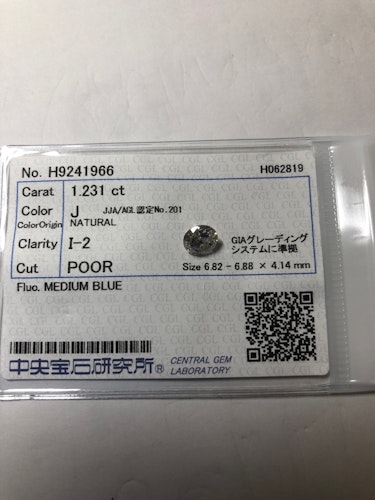 No. H9241966 H062819
Carat 1.231 ct
Color J JJA/AGL認定No.201
ColorOrigin NATURAL
Clarity I-2 GIAグレーディング
システムに準拠
Cut POOR Size 6.82 - 6.88 × 4.14 mm
Fluo. MEDIUM BLUE
中央宝石研究所® CENTRAL GEM
LABORATORY